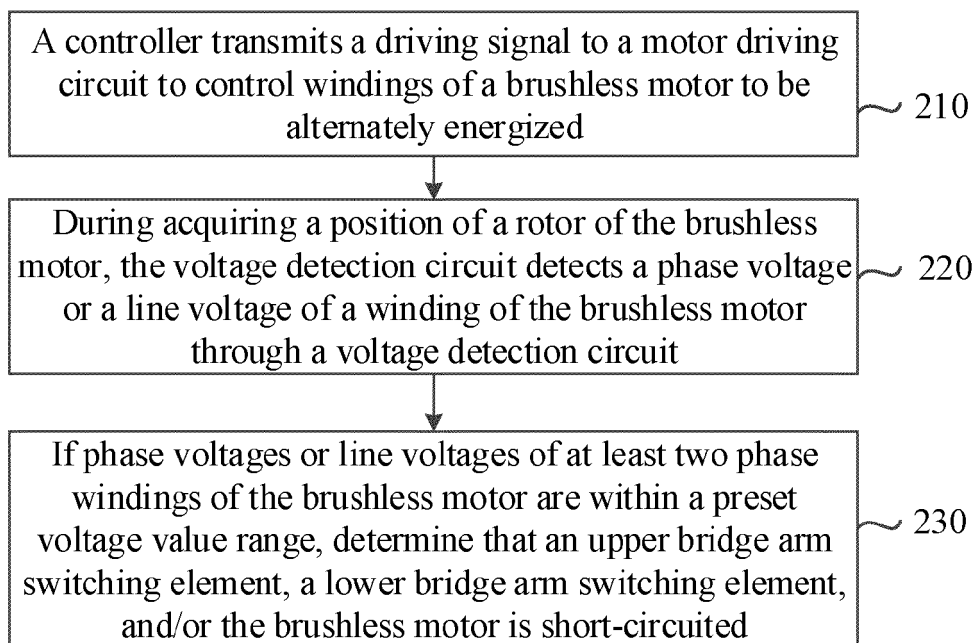 A controller transmits a driving signal to a motor driving
circuit to control windings of a brushless motor to be
alternately energized
210
During acquiring a position of a rotor of the brushless
motor, the voltage detection circuit detects a phase voltage
or a line voltage of a winding of the brushless motor
through a voltage detection circuit
220
If phase voltages or line voltages of at least two phase
windings of the brushless motor are within a preset
voltage value range, determine that an upper bridge arm
switching element, a lower bridge arm switching element,
and/or the brushless motor is short-circuited
230